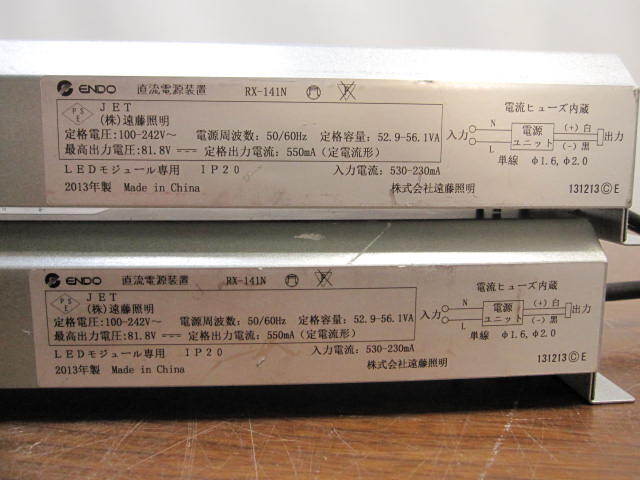 ENDO 直流電源装置 RX-141N
PS
E
JET
(株)遠藤照明
定格電圧:100-242V～ 電源周波数:50/60Hz 定格容量:52.9-56.1VA
最高出力電圧:81.8V 定格出力電流:550mA(定電流形)
LEDモジュール専用 IP20 入力電流:530-230mA
2013年製 Made in China 株式会社遠藤照明
電流ヒューズ内蔵
入力 N L 電源ユニット (+)白 (-)黒 出力
単線 φ1.6,φ2.0
131213ⒸE
ENDO 直流電源装置 RX-141N
PS
E
JET
(株)遠藤照明
定格電圧:100-242V～ 電源周波数:50/60Hz 定格容量:52.9-56.1VA
最高出力電圧:81.8V 定格出力電流:550mA(定電流形)
LEDモジュール専用 IP20 入力電流:530-230mA
2013年製 Made in China 株式会社遠藤照明
電流ヒューズ内蔵
入力 N L 電源ユニット (+)白 (-)黒 出力
単線 φ1.6,φ2.0
131213ⒸE